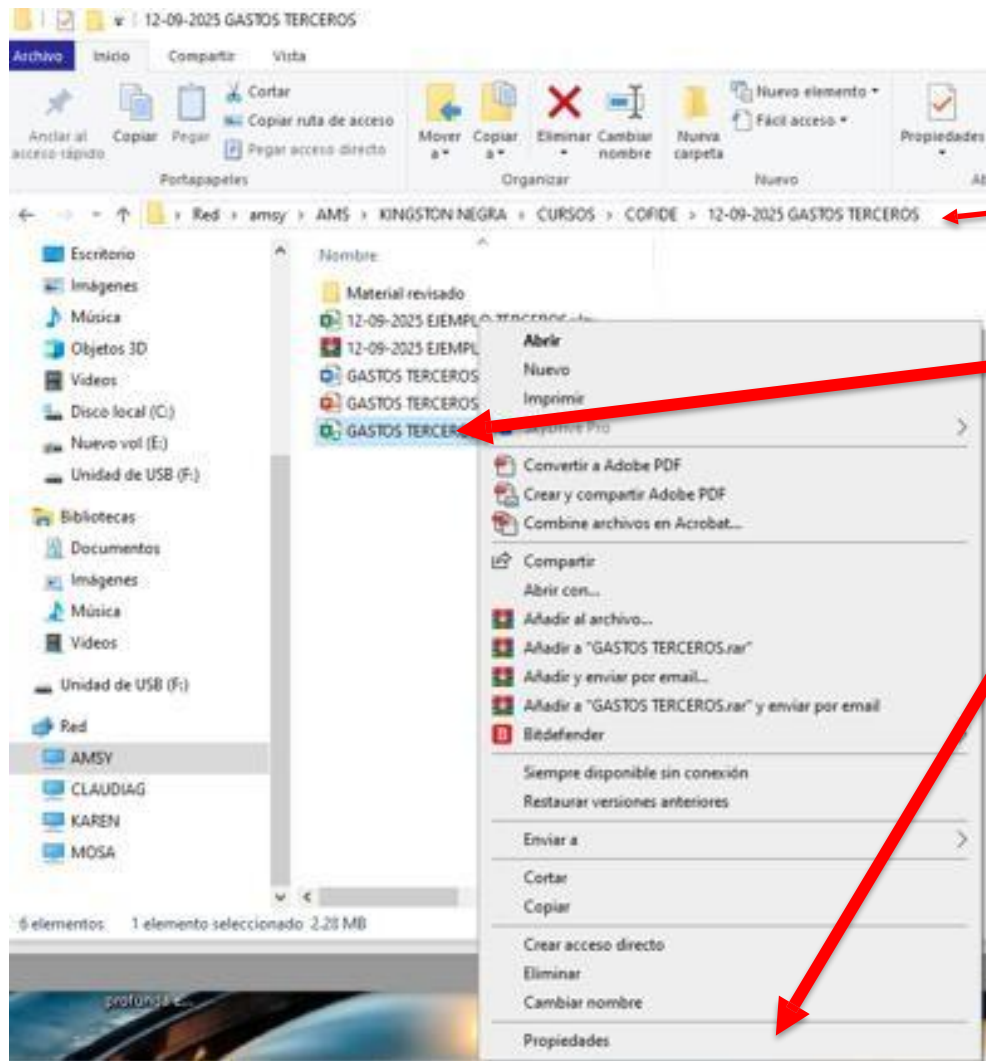 12-09-2025 GASTOS TERCEROS
Archivo Inicio Compartir Vista
Anclar al acceso rápido
Copiar
Pegar
Cortar
Copiar ruta de acceso
Pegar acceso directo
Portapapeles
Mover a
Copiar a
Eliminar
Cambiar nombre
Organizar
Nueva carpeta
Nuevo elemento
Fácil acceso
Nuevo
Propiedades
Red > amsy > AMS > KINGSTON NEGRA > CURSOS > COFIDE > 12-09-2025 GASTOS TERCEROS
Escritorio
Imágenes
Música
Objetos 3D
Videos
Disco local (C:)
Nuevo vol (E:)
Unidad de USB (F:)
Bibliotecas
Documentos
Imágenes
Música
Videos
Unidad de USB (F:)
Red
AMSY
CLAUDIAG
KAREN
MOSA
Nombre
Material revisado
12-09-2025 EJEMPLO TERCEROS
12-09-2025 EJEMPL
GASTOS TERCEROS
GASTOS TERCEROS
GASTOS TERCER
Abrir
Nuevo
Imprimir
SkyDrive Pro
Convertir a Adobe PDF
Crear y compartir Adobe PDF
Combine archivos en Acrobat...
Compartir
Abrir con...
Añadir al archivo...
Añadir a "GASTOS TERCEROS.rar"
Añadir y enviar por email...
Añadir a "GASTOS TERCEROS.rar" y enviar por email
Bitdefender
Siempre disponible sin conexión
Restaurar versiones anteriores
Enviar a
Cortar
Copiar
Crear acceso directo
Eliminar
Cambiar nombre
Propiedades
6 elementos 1 elemento seleccionado 2.28 MB